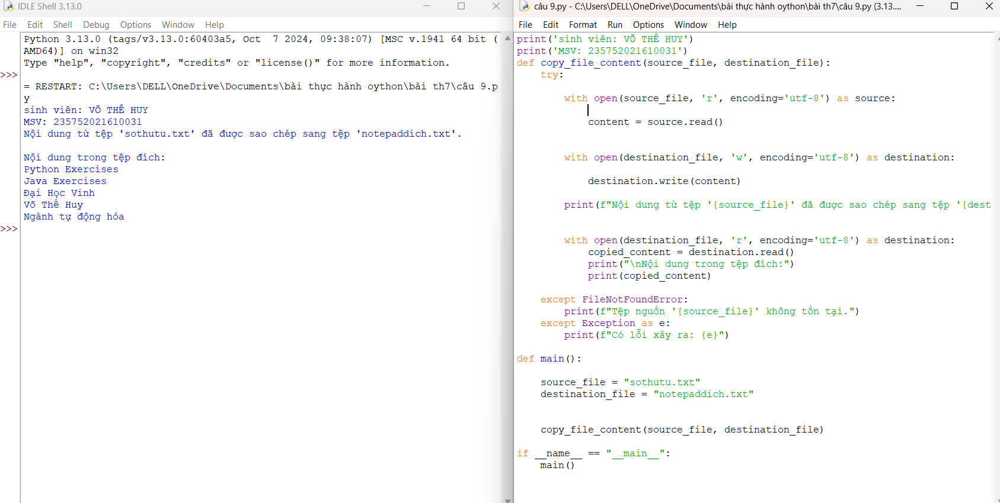 IDLE Shell 3.13.0
File Edit Shell Debug Options Window Help
Python 3.13.0 (tags/v3.13.0:60403a5, Oct  7 2024, 09:38:07) [MSC v.1941 64 bit (
AMD64)] on win32
Type "help", "copyright", "credits" or "license()" for more information.
>>>
= RESTART: C:\Users\DELL\OneDrive\Documents\bài thực hành oython\bài th7\câu 9.p
y
sinh viên: VÕ THẾ HUY
MSV: 235752021610031
Nội dung từ tệp 'sothutu.txt' đã được sao chép sang tệp 'notepaddich.txt'.
Nội dung trong tệp đích:
Python Exercises
Java Exercises
Đại Học Vinh
Võ Thế Huy
Ngành tự động hóa
>>>
câu 9.py - C:\Users\DELL\OneDrive\Documents\bài thực hành oython\bài th7\câu 9.py (3.13....
File Edit Format Run Options Window Help
print('sinh viên: VÕ THẾ HUY')
print('MSV: 235752021610031')
def copy_file_content(source_file, destination_file):
    try:
        with open(source_file, 'r', encoding='utf-8') as source:
            content = source.read()
        with open(destination_file, 'w', encoding='utf-8') as destination:
            destination.write(content)
        print(f"Nội dung từ tệp '{source_file}' đã được sao chép sang tệp '{dest
        with open(destination_file, 'r', encoding='utf-8') as destination:
            copied_content = destination.read()
            print("\nNội dung trong tệp đích:")
            print(copied_content)
    except FileNotFoundError:
        print(f"Tệp nguồn '{source_file}' không tồn tại.")
    except Exception as e:
        print(f"Có lỗi xảy ra: {e}")
def main():
    source_file = "sothutu.txt"
    destination_file = "notepaddich.txt"
    copy_file_content(source_file, destination_file)
if __name__ == "__main__":
    main()